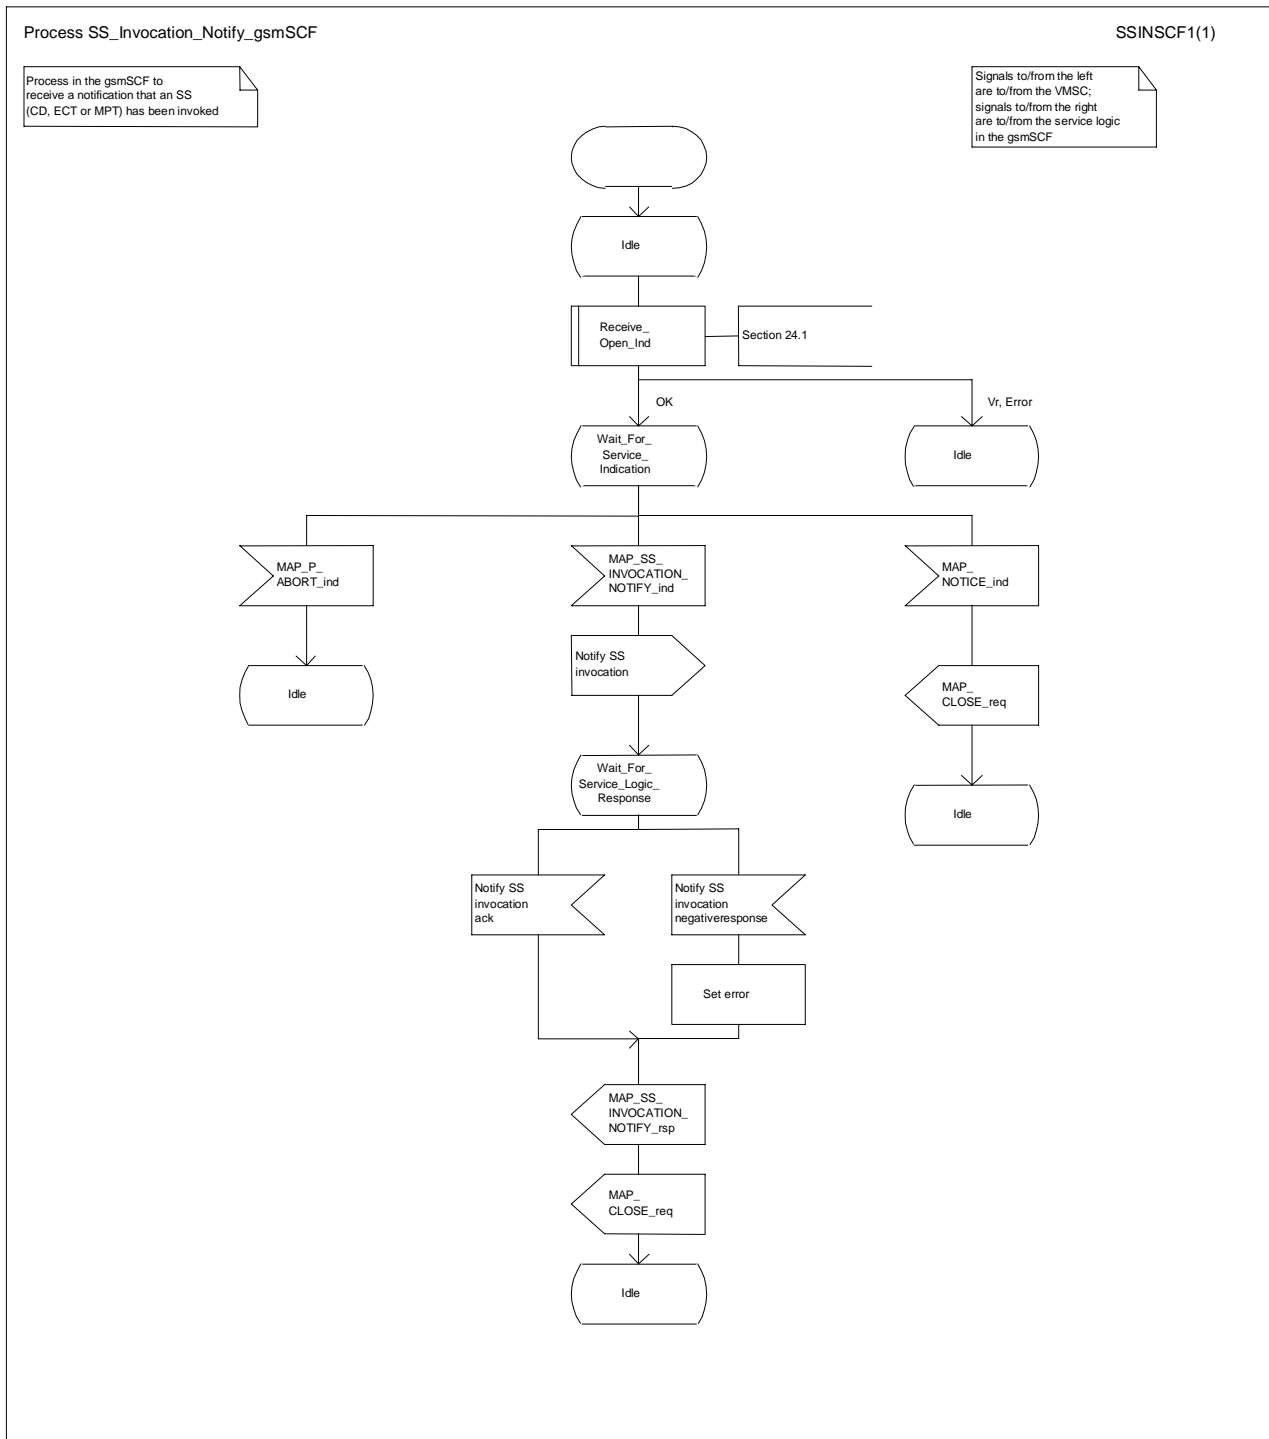 Process SS_Invocation_Notify_gsmSCF
SSINSCF1(1)
Process in the gsmSCF to
receive a notification that an SS
(CD, ECT or MPT) has been invoked
Signals to/from the left
are to/from the VMSC;
signals to/from the right
are to/from the service logic
in the gsmSCF
Idle
Receive_
Open_Ind
Section 24.1
OK
Vr, Error
Wait_For_
Service_
Indication
Idle
MAP_P_
ABORT_ind
MAP_SS_
INVOCATION_
NOTIFY_ind
MAP_
NOTICE_ind
Notify SS
invocation
Idle
MAP_
CLOSE_req
Wait_For_
Service_Logic_
Response
Idle
Notify SS
invocation
ack
Notify SS
invocation
negativeresponse
Set error
MAP_SS_
INVOCATION_
NOTIFY_rsp
MAP_
CLOSE_req
Idle